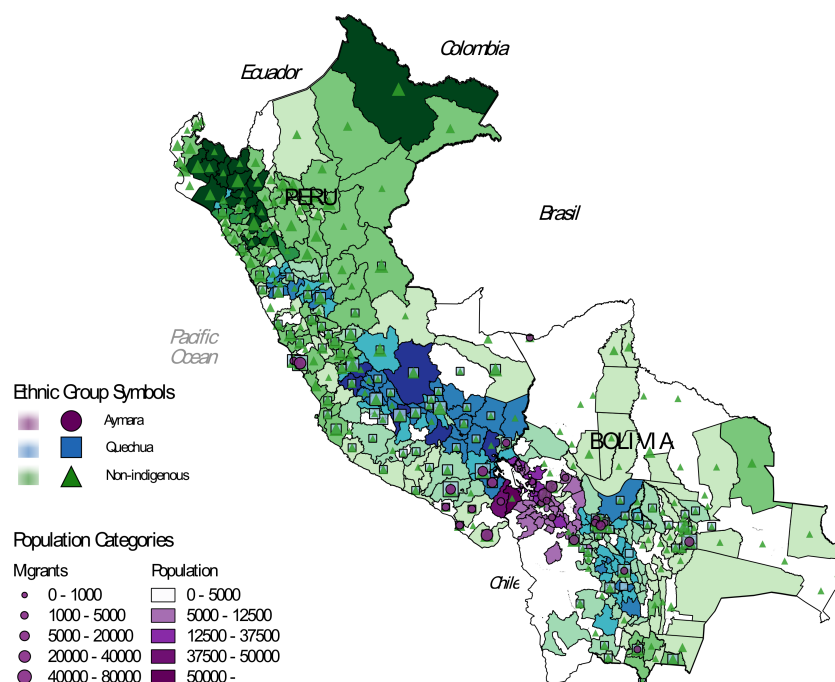 Colombia
Ecuador
PERU
Brasil
Pacific
Ocean
Ethnic Group Symbols
Aymara
Quechua
Non-indigenous
BOLIVIA
Population Categories
Migrants Population
Chile
0 - 1000 0 - 5000
1000 - 5000 5000 - 12500
5000 - 20000 12500 - 37500
20000 - 40000 37500 - 50000
40000 - 80000 50000 -